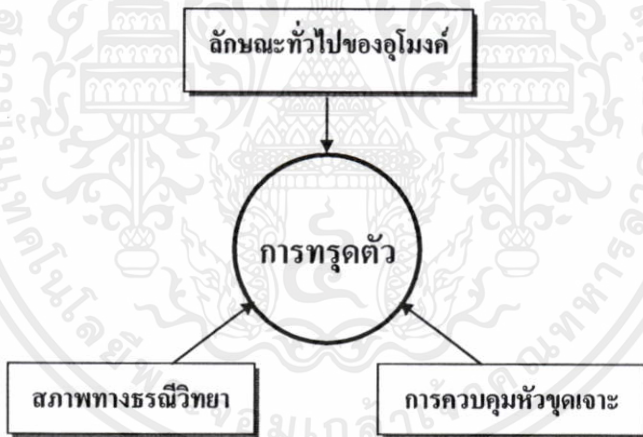 ลักษณะทั่วไปของอุโมงค์
การทรุดตัว
สภาพทางธรณีวิทยา
การควบคุมหัวขุดเจาะ